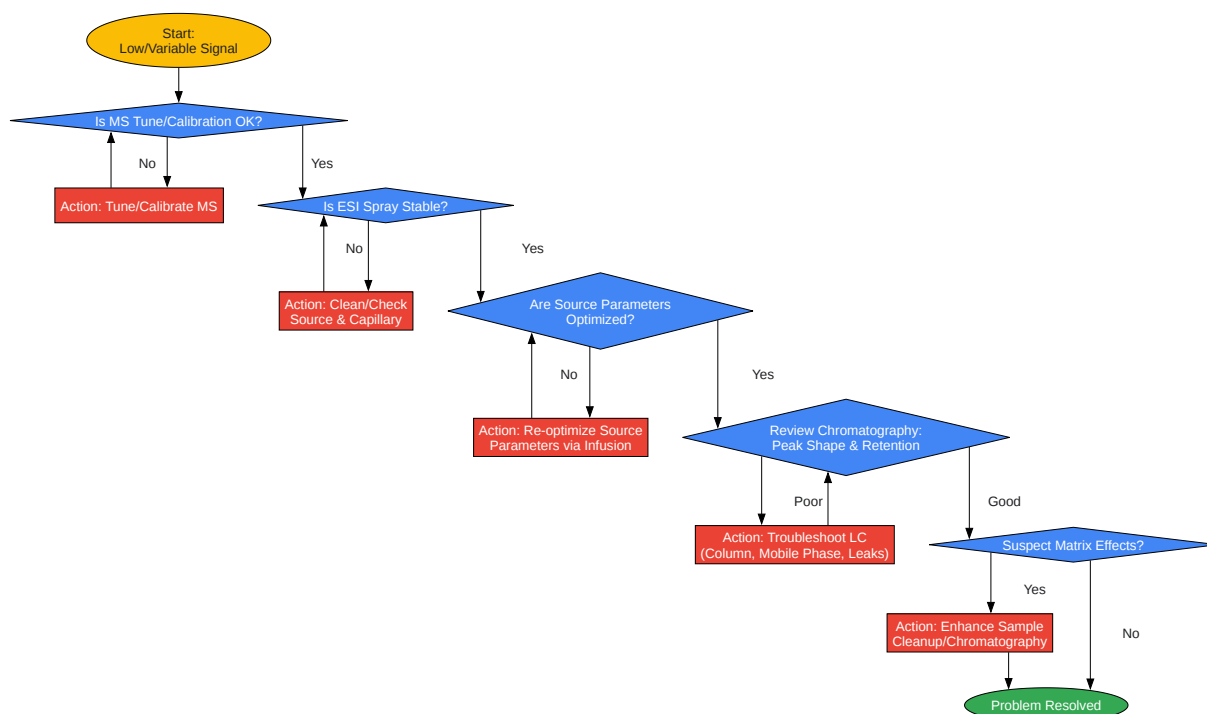 Start:
Low/Variable Signal
Is MS Tune/Calibration OK?
No
Yes
Action: Tune/Calibrate MS
Is ESI Spray Stable?
No
Yes
Action: Clean/Check
Source & Capillary
Are Source Parameters
Optimized?
No
Yes
Action: Re-optimize Source
Parameters via Infusion
Review Chromatography:
Peak Shape & Retention
Poor
Good
Action: Troubleshoot LC
(Column, Mobile Phase, Leaks)
Suspect Matrix Effects?
Yes
No
Action: Enhance Sample
Cleanup/Chromatography
Problem Resolved